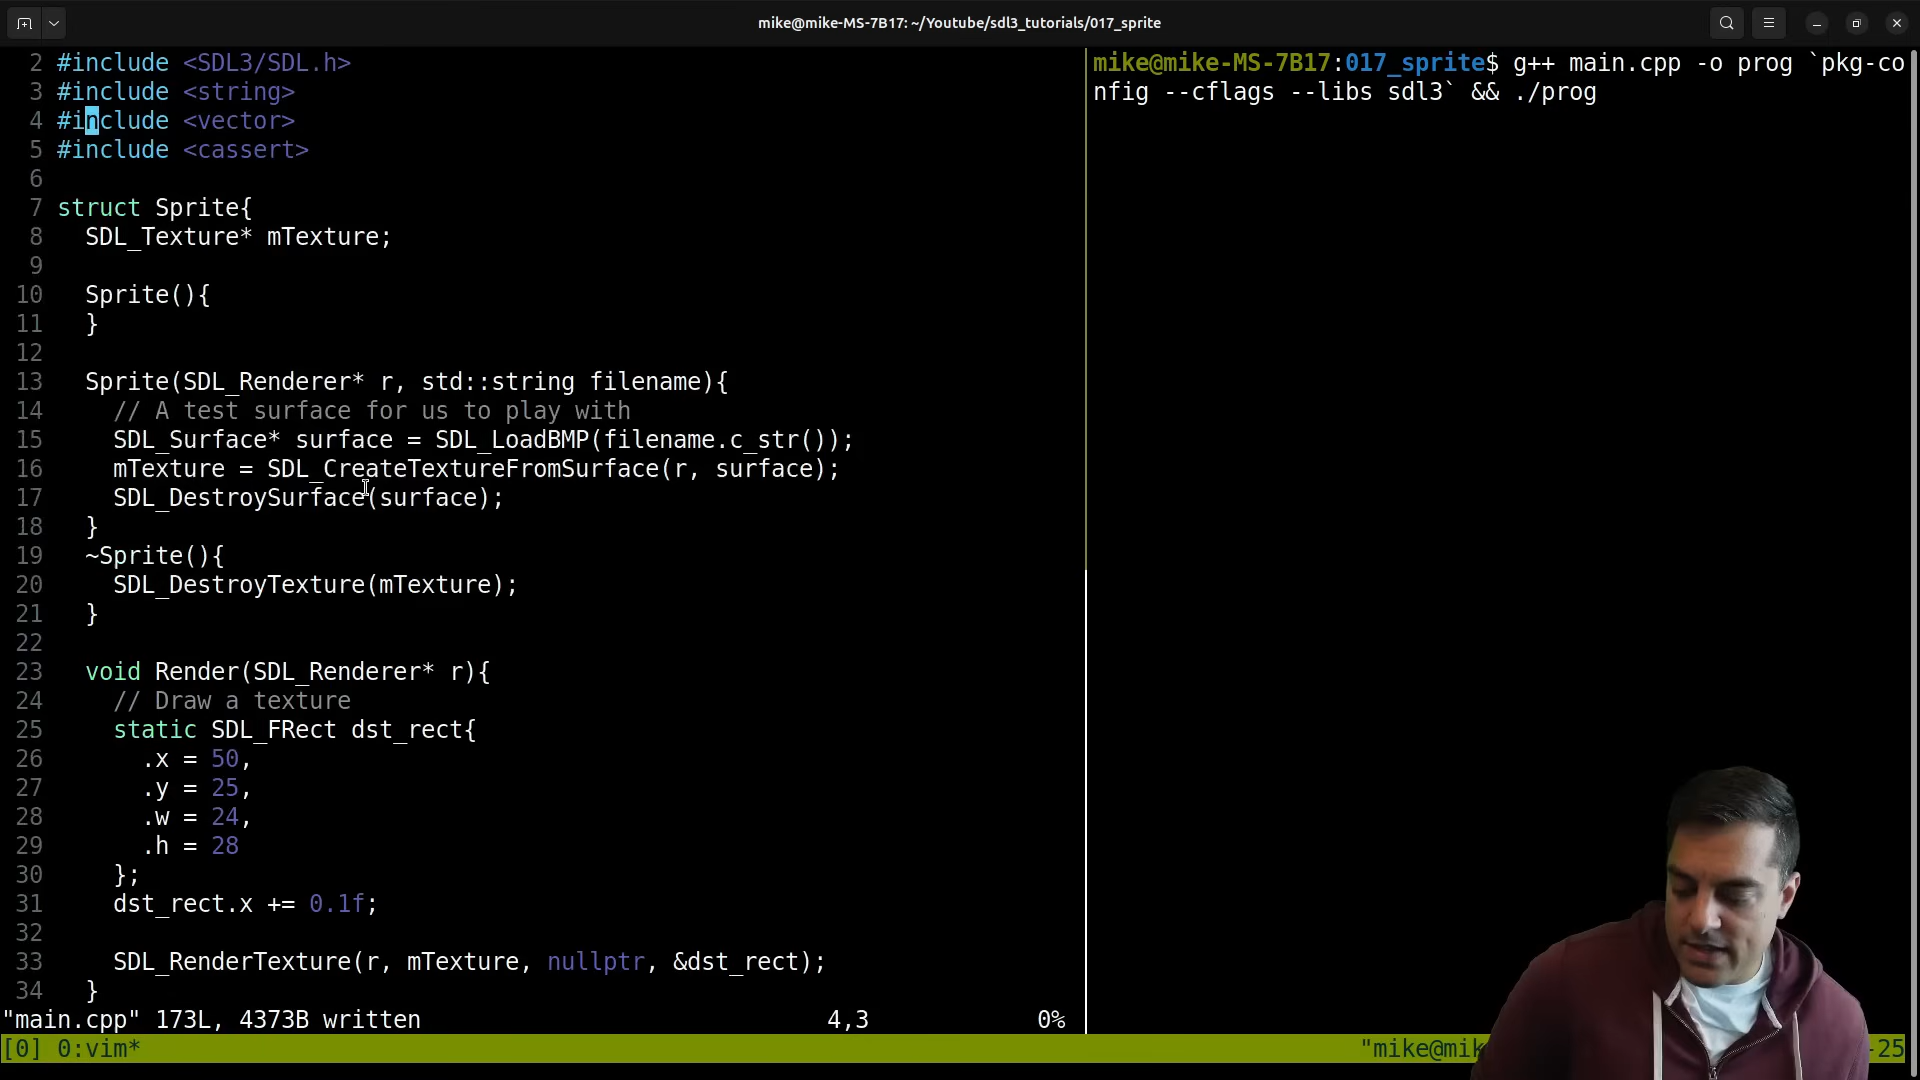 mike@mike-MS-7B17: ~/Youtube/sdl3_tutorials/017_sprite
2 #include <SDL3/SDL.h>
3 #include <string>
4 #include <vector>
5 #include <cassert>
6
7 struct Sprite{
8 SDL_Texture* mTexture;
9
10 Sprite(){
11 }
12
13 Sprite(SDL_Renderer* r, std::string filename){
14 // A test surface for us to play with
15 SDL_Surface* surface = SDL_LoadBMP(filename.c_str());
16 mTexture = SDL_CreateTextureFromSurface(r, surface);
17 SDL_DestroySurface(surface);
18 }
19 ~Sprite(){
20 SDL_DestroyTexture(mTexture);
21 }
22
23 void Render(SDL_Renderer* r){
24 // Draw a texture
25 static SDL_FRect dst_rect{
26 .x = 50,
27 .y = 25,
28 .w = 24,
29 .h = 28
30 };
31 dst_rect.x += 0.1f;
32
33 SDL_RenderTexture(r, mTexture, nullptr, &dst_rect);
34 }
"main.cpp" 173L, 4373B written 4,3 0%
mike@mike-MS-7B17:017_sprite$ g++ main.cpp -o prog `pkg-co
nfig --cflags --libs sdl3` && ./prog
[0] 0:vim* "mike@mik -25